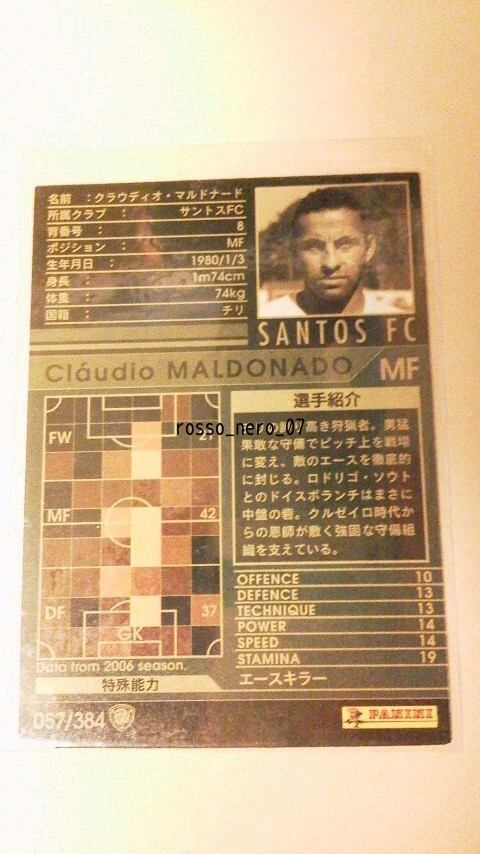 名前 ：クラウディオ・マルドナード
所属クラブ ： サントスFC
背番号 ： 8
ポジション ： MF
生年月日 ： 1980/1/3
身長 ： 1m74cm
体重 ： 74kg
国籍 ： チリ
SANTOS FC
Cláudio MALDONADO MF
FW
MF 42
DF 37
GK
Data from 2006 season.
特殊能力
選手紹介
rosso_nero_07
高き狩猟者。勇猛
果敢な守備でピッチ上を戦場
に変え、敵のエースを徹底的
に封じる。ロドリゴ・ソウト
とのドイスボランチはまさに
中盤の砦。クルゼイロ時代か
らの恩師が敷く強固な守備組
織を支えている。
OFFENCE 10
DEFENCE 13
TECHNIQUE 13
POWER 14
SPEED 14
STAMINA 19
エースキラー
057/384
PANINI